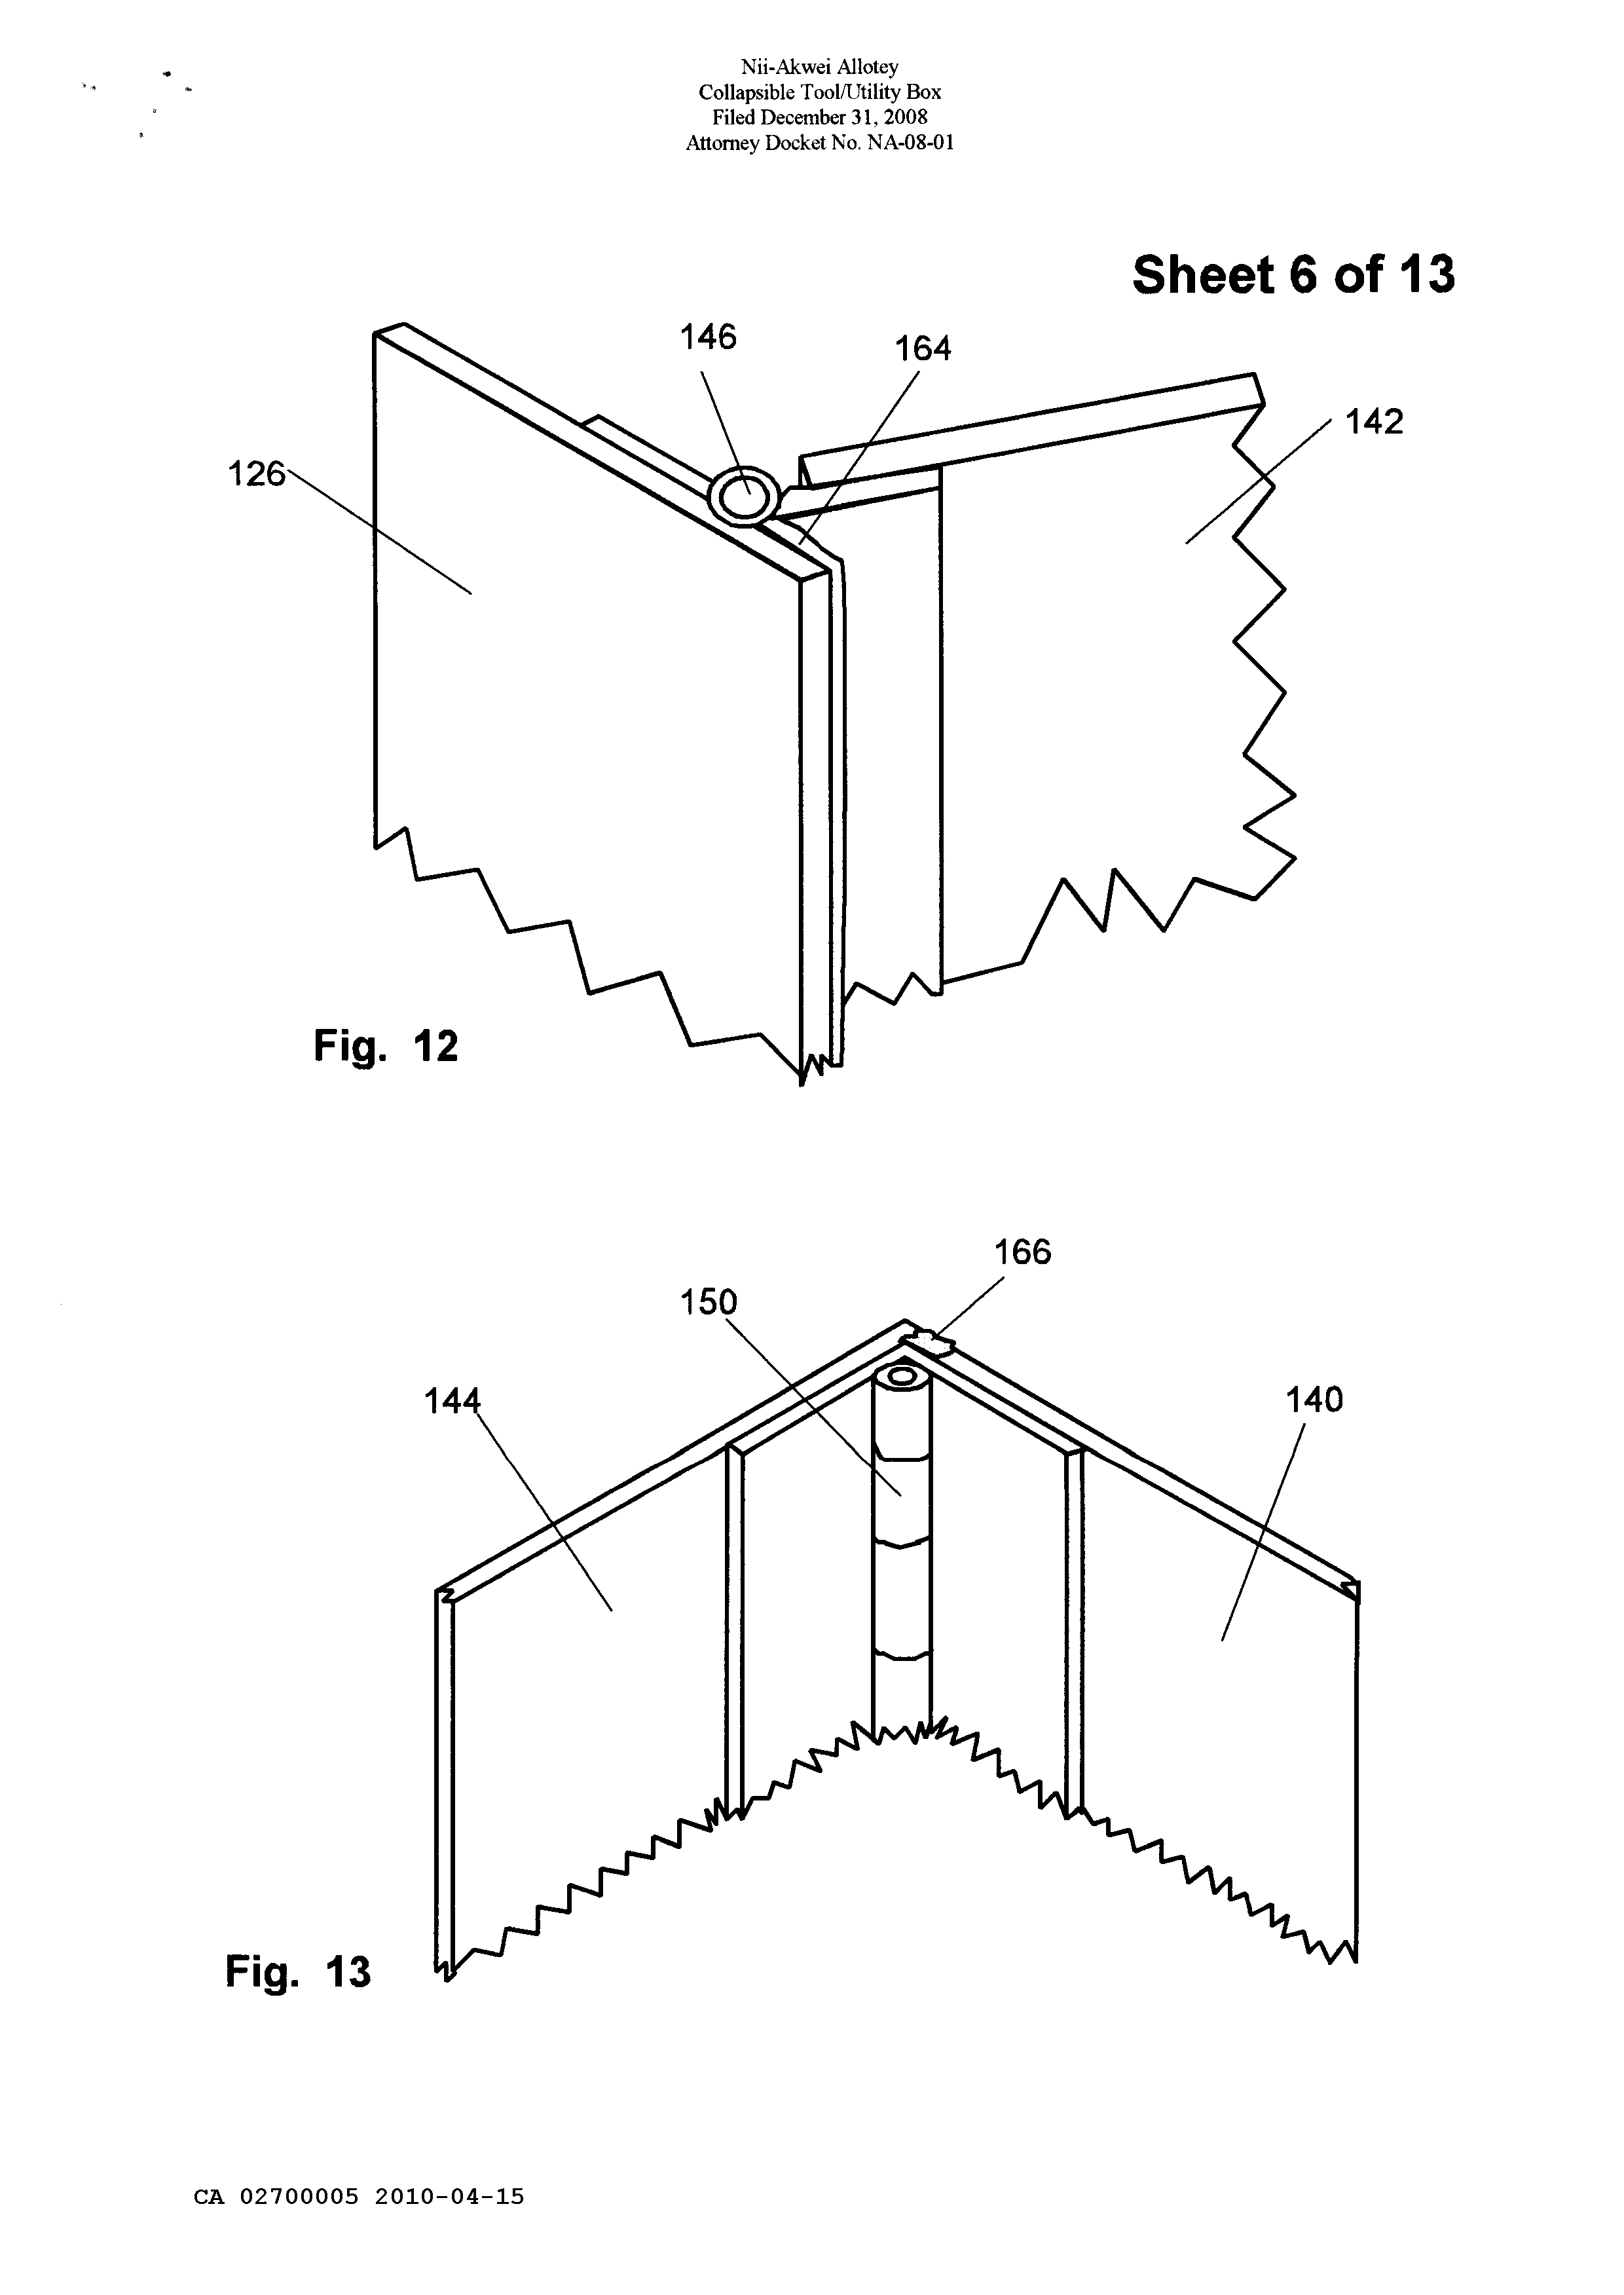 Nii-Akwei Allotey
Collapsible Tool/Utility Box
Filed December 31, 2008
Attorney Docket No. NA-08-01
Sheet 6 of 13
146
164
142
126
Fig. 12
166
150
144
140
Fig. 13
CA 02700005 2010-04-15